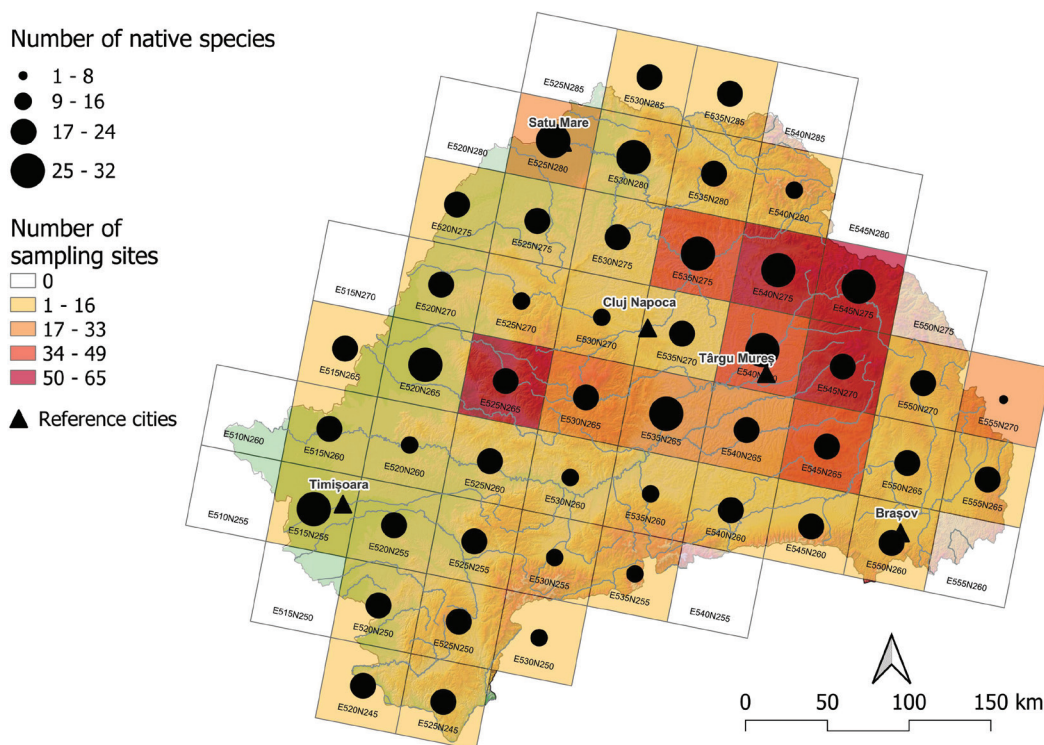 Number of native species
1 - 8
9 - 16
17 - 24
25 - 32
Number of
sampling sites
0
1 - 16
17 - 33
34 - 49
50 - 65
Reference cities
E525N285
E530N285
E535N285
E540N285
Satu Mare
E520N280
E525N280
E530N280
E535N280
E540N280
E545N280
E520N275
E525N275
E530N275
E535N275
E540N275
E545N275
E550N275
E515N270
E520N270
E525N270
E530N270
Cluj Napoca
E535N270
Târgu Mureș
E545N270
E550N270
E555N270
E515N265
E520N265
E525N265
E530N265
E535N265
E540N265
E545N265
E550N265
E555N265
E510N260
E515N260
E520N260
E525N260
E530N260
E535N260
E540N260
E545N260
Brașov
E550N260
E555N260
Timișoara
E510N255
E515N255
E520N255
E525N255
E530N255
E535N255
E540N255
E515N250
E520N250
E525N250
E530N250
E520N245
E525N245
0 50 100 150 km